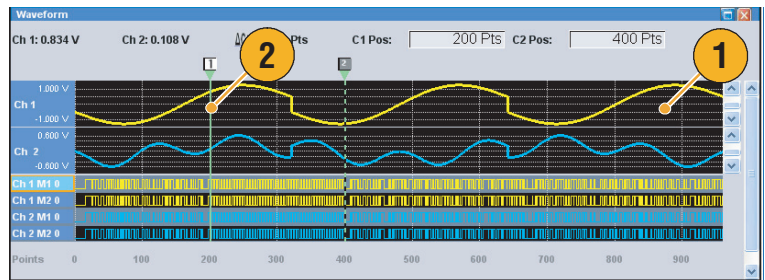 Waveform
Ch 1: 0.834 V Ch 2: 0.108 V Pts C1 Pos: 200 Pts C2 Pos: 400 Pts
2 1
1 2
1.000 V
Ch 1
-1.000 V
0.600 V
Ch 2
-0.600 V
Ch 1 M1 0
Ch 1 M2 0
Ch 2 M1 0
Ch 2 M2 0
Points 0 100 200 300 400 500 600 700 800 900